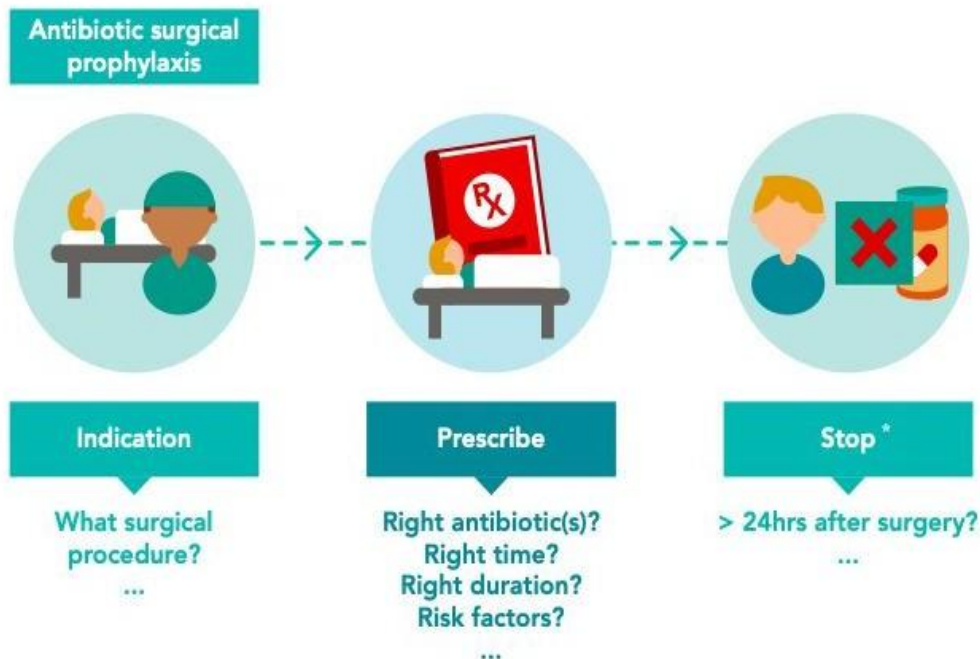 Antibiotic surgical
prophylaxis
Rx
Indication
Prescribe
Stop *
What surgical
procedure?
...
Right antibiotic(s)?
Right time?
Right duration?
Risk factors?
...
> 24hrs after surgery?
...